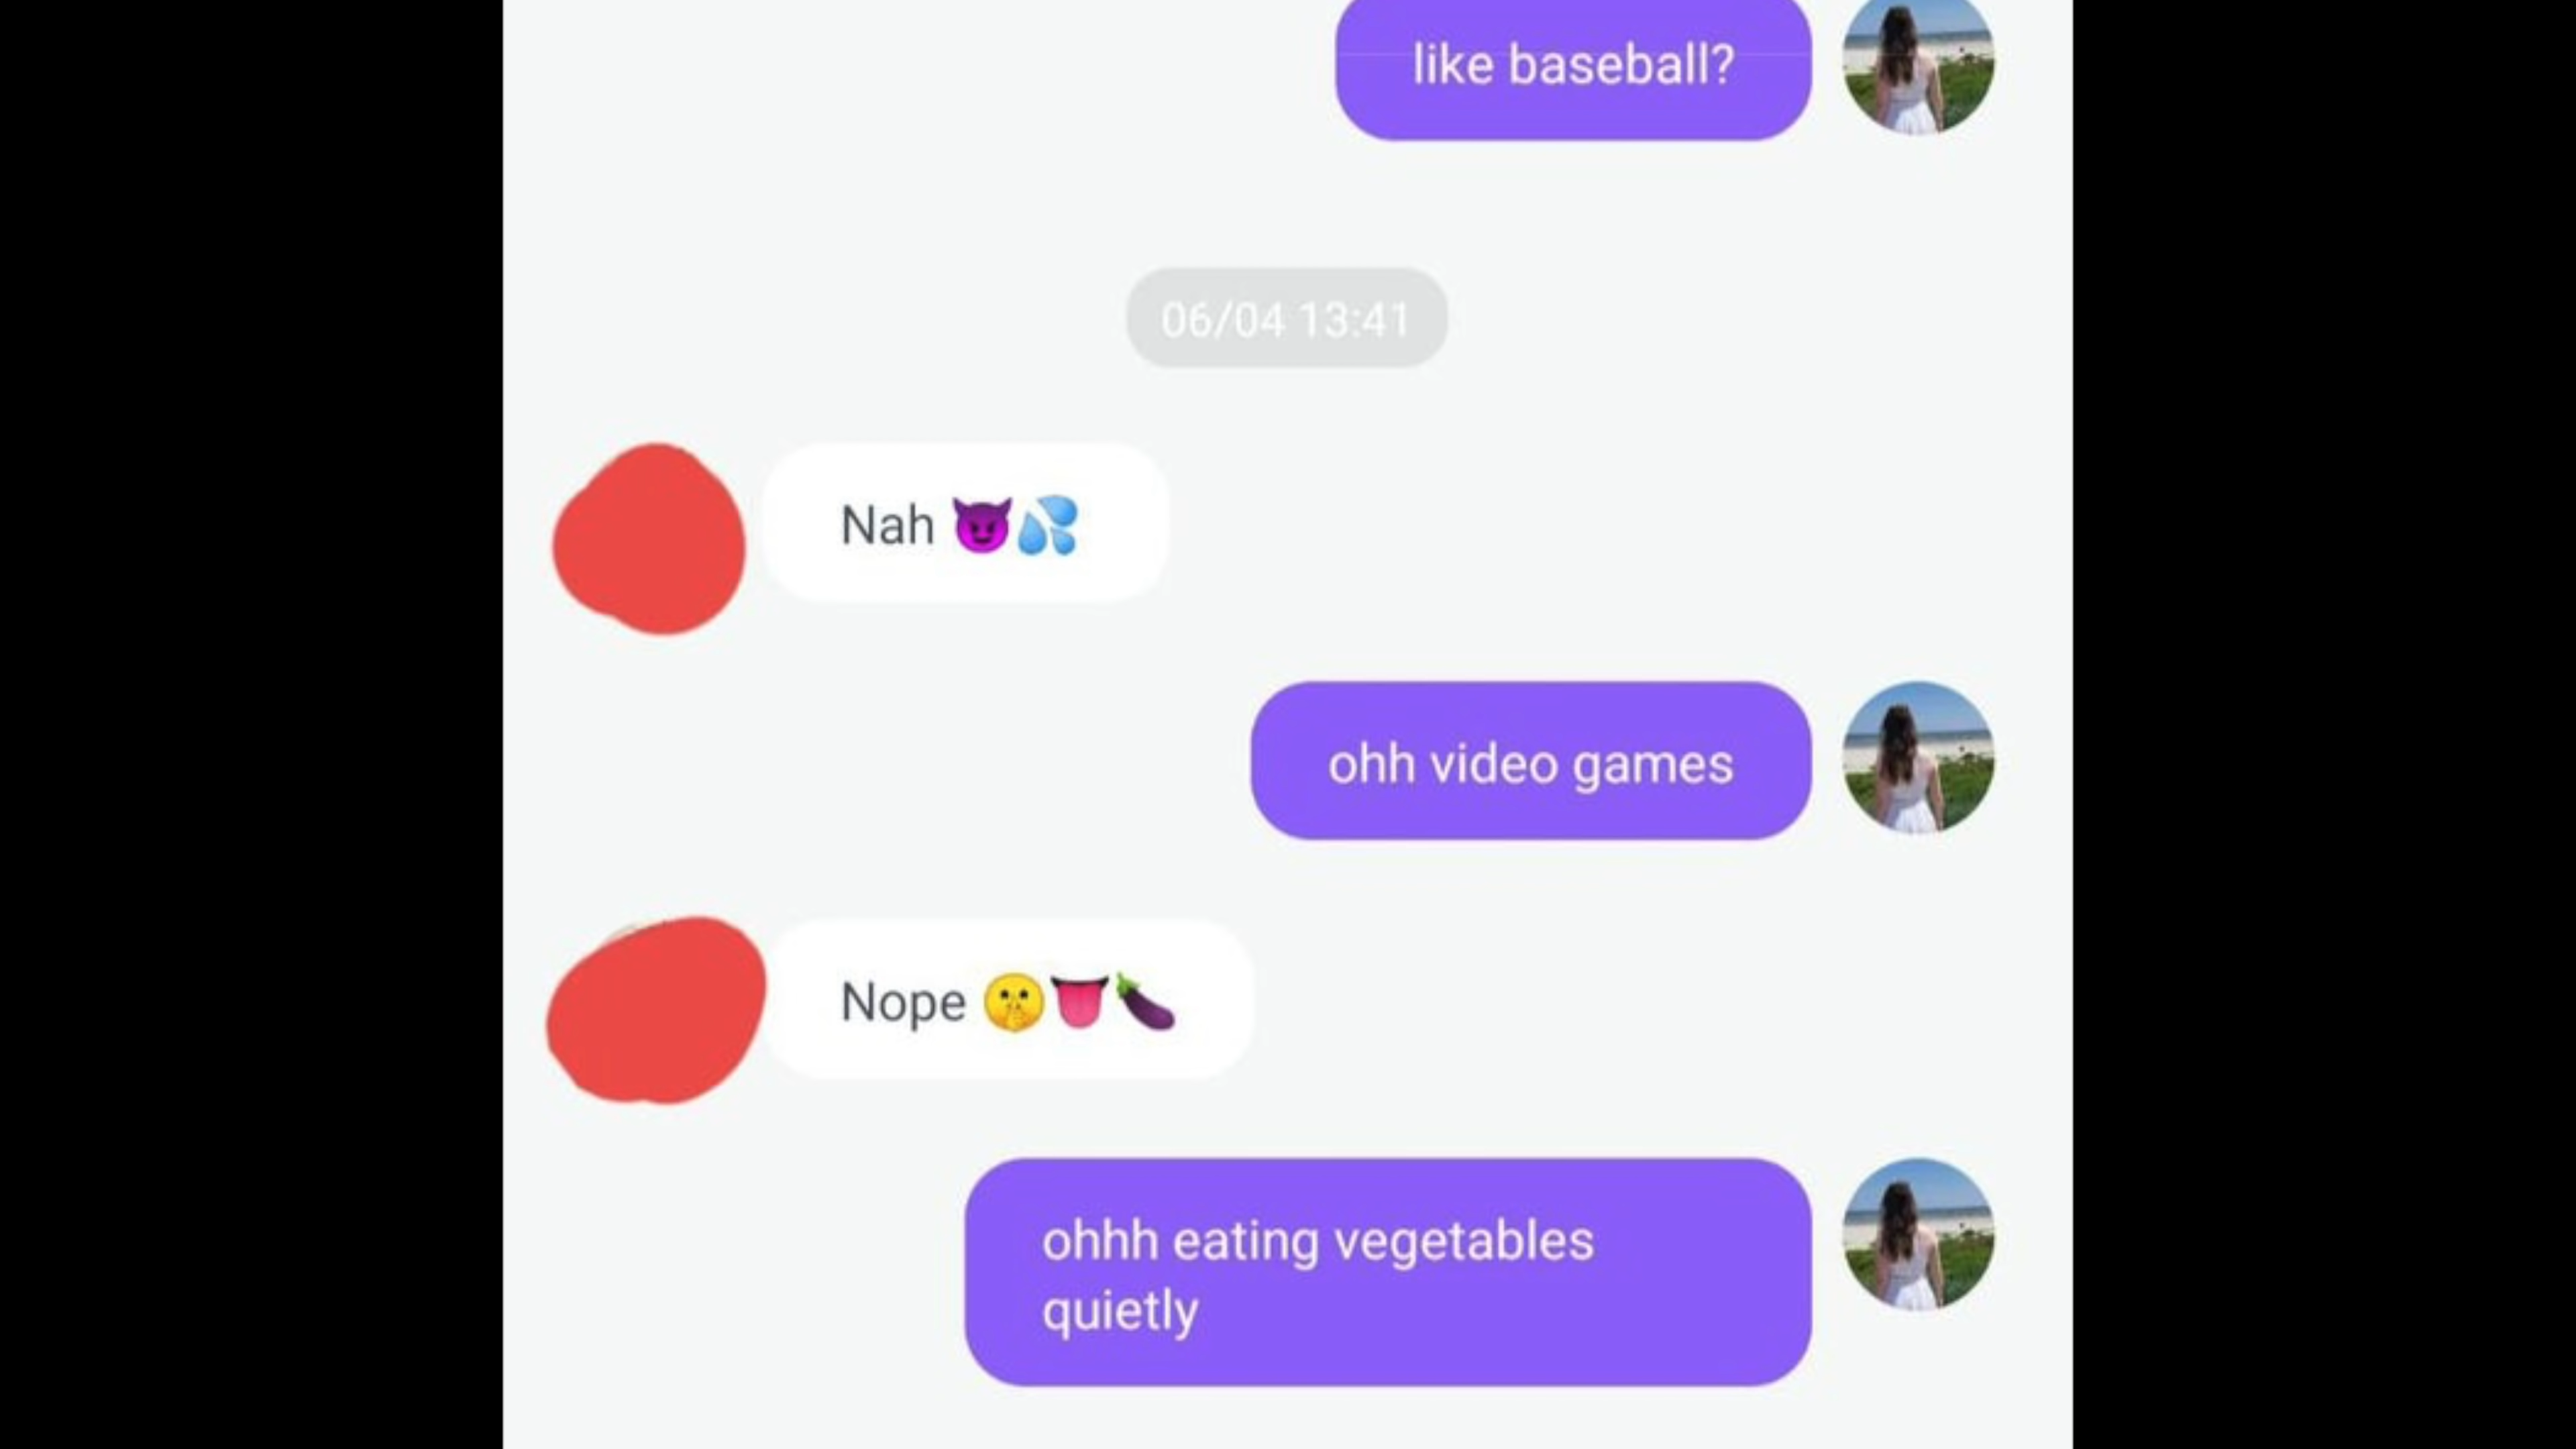 like baseball?
06/04 13:41
Nah 😈💦
ohh video games
Nope 🤫👅🍆
ohhh eating vegetables
quietly